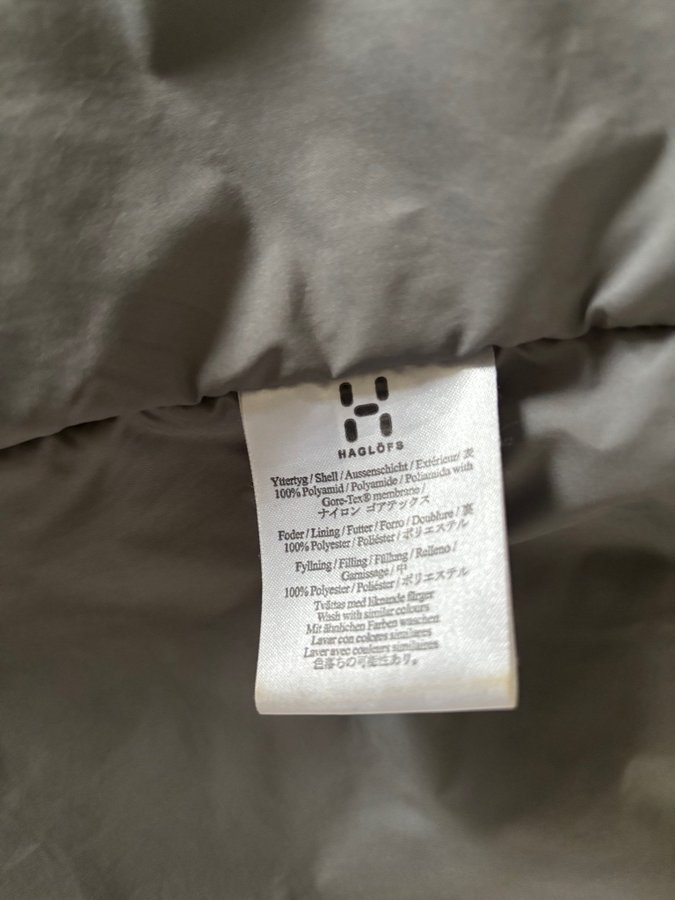 HAGLÖFS
Yttertyg / Shell / Aussenschicht / Extérieur / 表
100% Polyamid / Polyamide / Poliamida with
Gore-Tex® membrane /
ナイロン ゴアテックス
Foder / Lining / Futter / Forro / Doublure / 裏
100% Polyester / Poliéster / ポリエステル
Fyllning / Filling / Füllung / Relleno /
Garnissage / 中
100% Polyester / Poliéster / ポリエステル
Tvättas med liknande färger
Wash with similar colours
Mit ähnlichen Farben waschen
Lavar con colores similares
Laver avec couleurs similaires
色落ちの可能性あり。